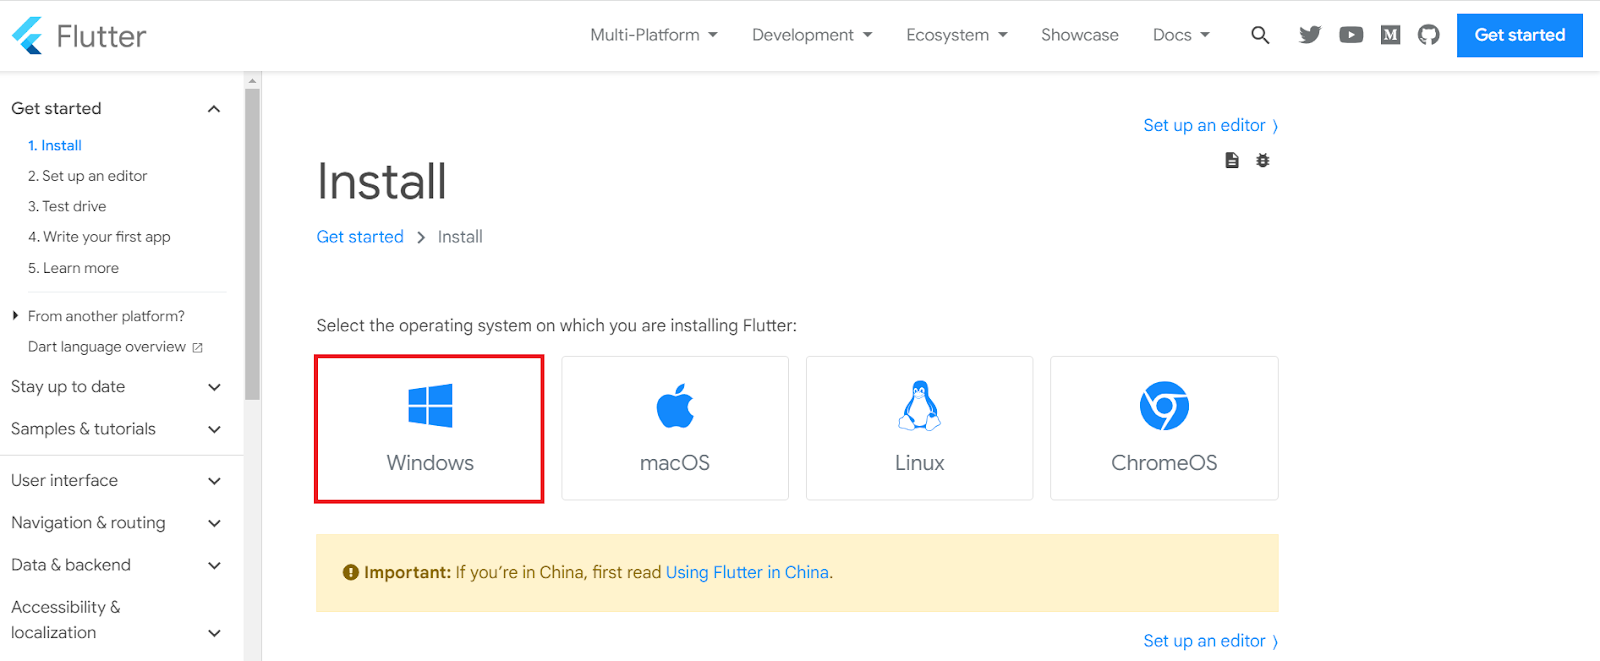 Flutter
Multi-Platform
Development
Ecosystem
Showcase
Docs
Get started
Get started
1. Install
2. Set up an editor
3. Test drive
4. Write your first app
5. Learn more
From another platform?
Dart language overview
Stay up to date
Samples & tutorials
User interface
Navigation & routing
Data & backend
Accessibility &
localization
Set up an editor
Install
Get started Install
Select the operating system on which you are installing Flutter:
Windows
macOS
Linux
ChromeOS
Important: If you’re in China, first read Using Flutter in China.
Set up an editor